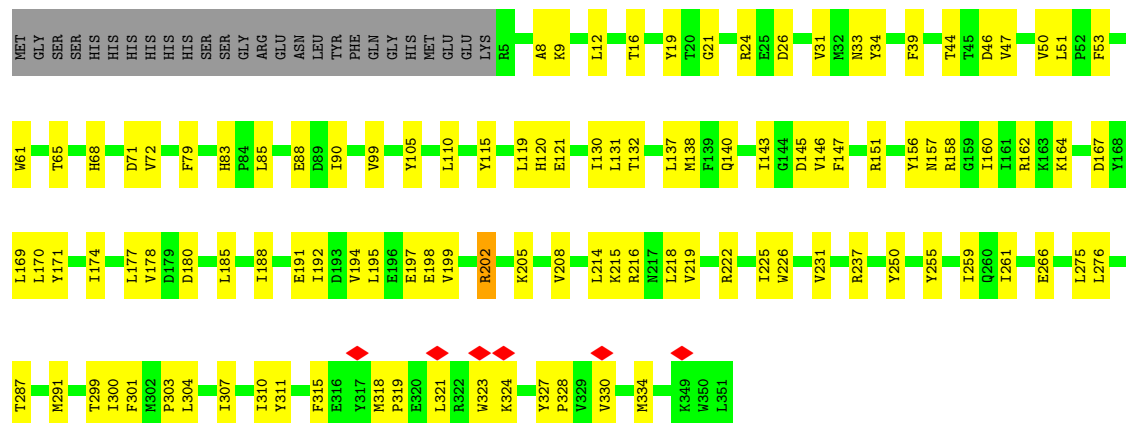 MET GLY SER SER HIS HIS HIS HIS HIS HIS SER SER GLY ARG GLU ASN LEU TYR PHE GLN GLY HIS MET GLU GLU LYS R5 A8 K9 L12 T16 Y19 T20 G21 R24 E25 D26 V31 M32 N33 Y34 F39 T44 T45 D46 V47 V50 L51 P52 F53
W61 T65 H68 D71 V72 F79 H83 P84 L85 E88 D89 I90 V99 Y105 L110 Y115 L119 H120 E121 I130 L131 T132 L137 M138 F139 Q140 I143 G144 D145 V146 F147 R151 Y156 N157 R158 G159 I160 I161 R162 K163 K164 D167 Y168
L169 L170 Y171 I174 L177 V178 D179 D180 L185 I188 E191 I192 D193 V194 L195 E196 E197 E198 V199 R202 K205 V208 L214 K215 R216 N217 L218 V219 R222 I225 W226 V231 R237 Y250 Y255 I259 Q260 I261 E266 L275 L276
T287 M291 T299 I300 F301 M302 P303 L304 I307 I310 Y311 F315 E316 Y317 M318 P319 E320 L321 R322 W323 K324 Y327 P328 V329 V330 M334 K349 W350 L351